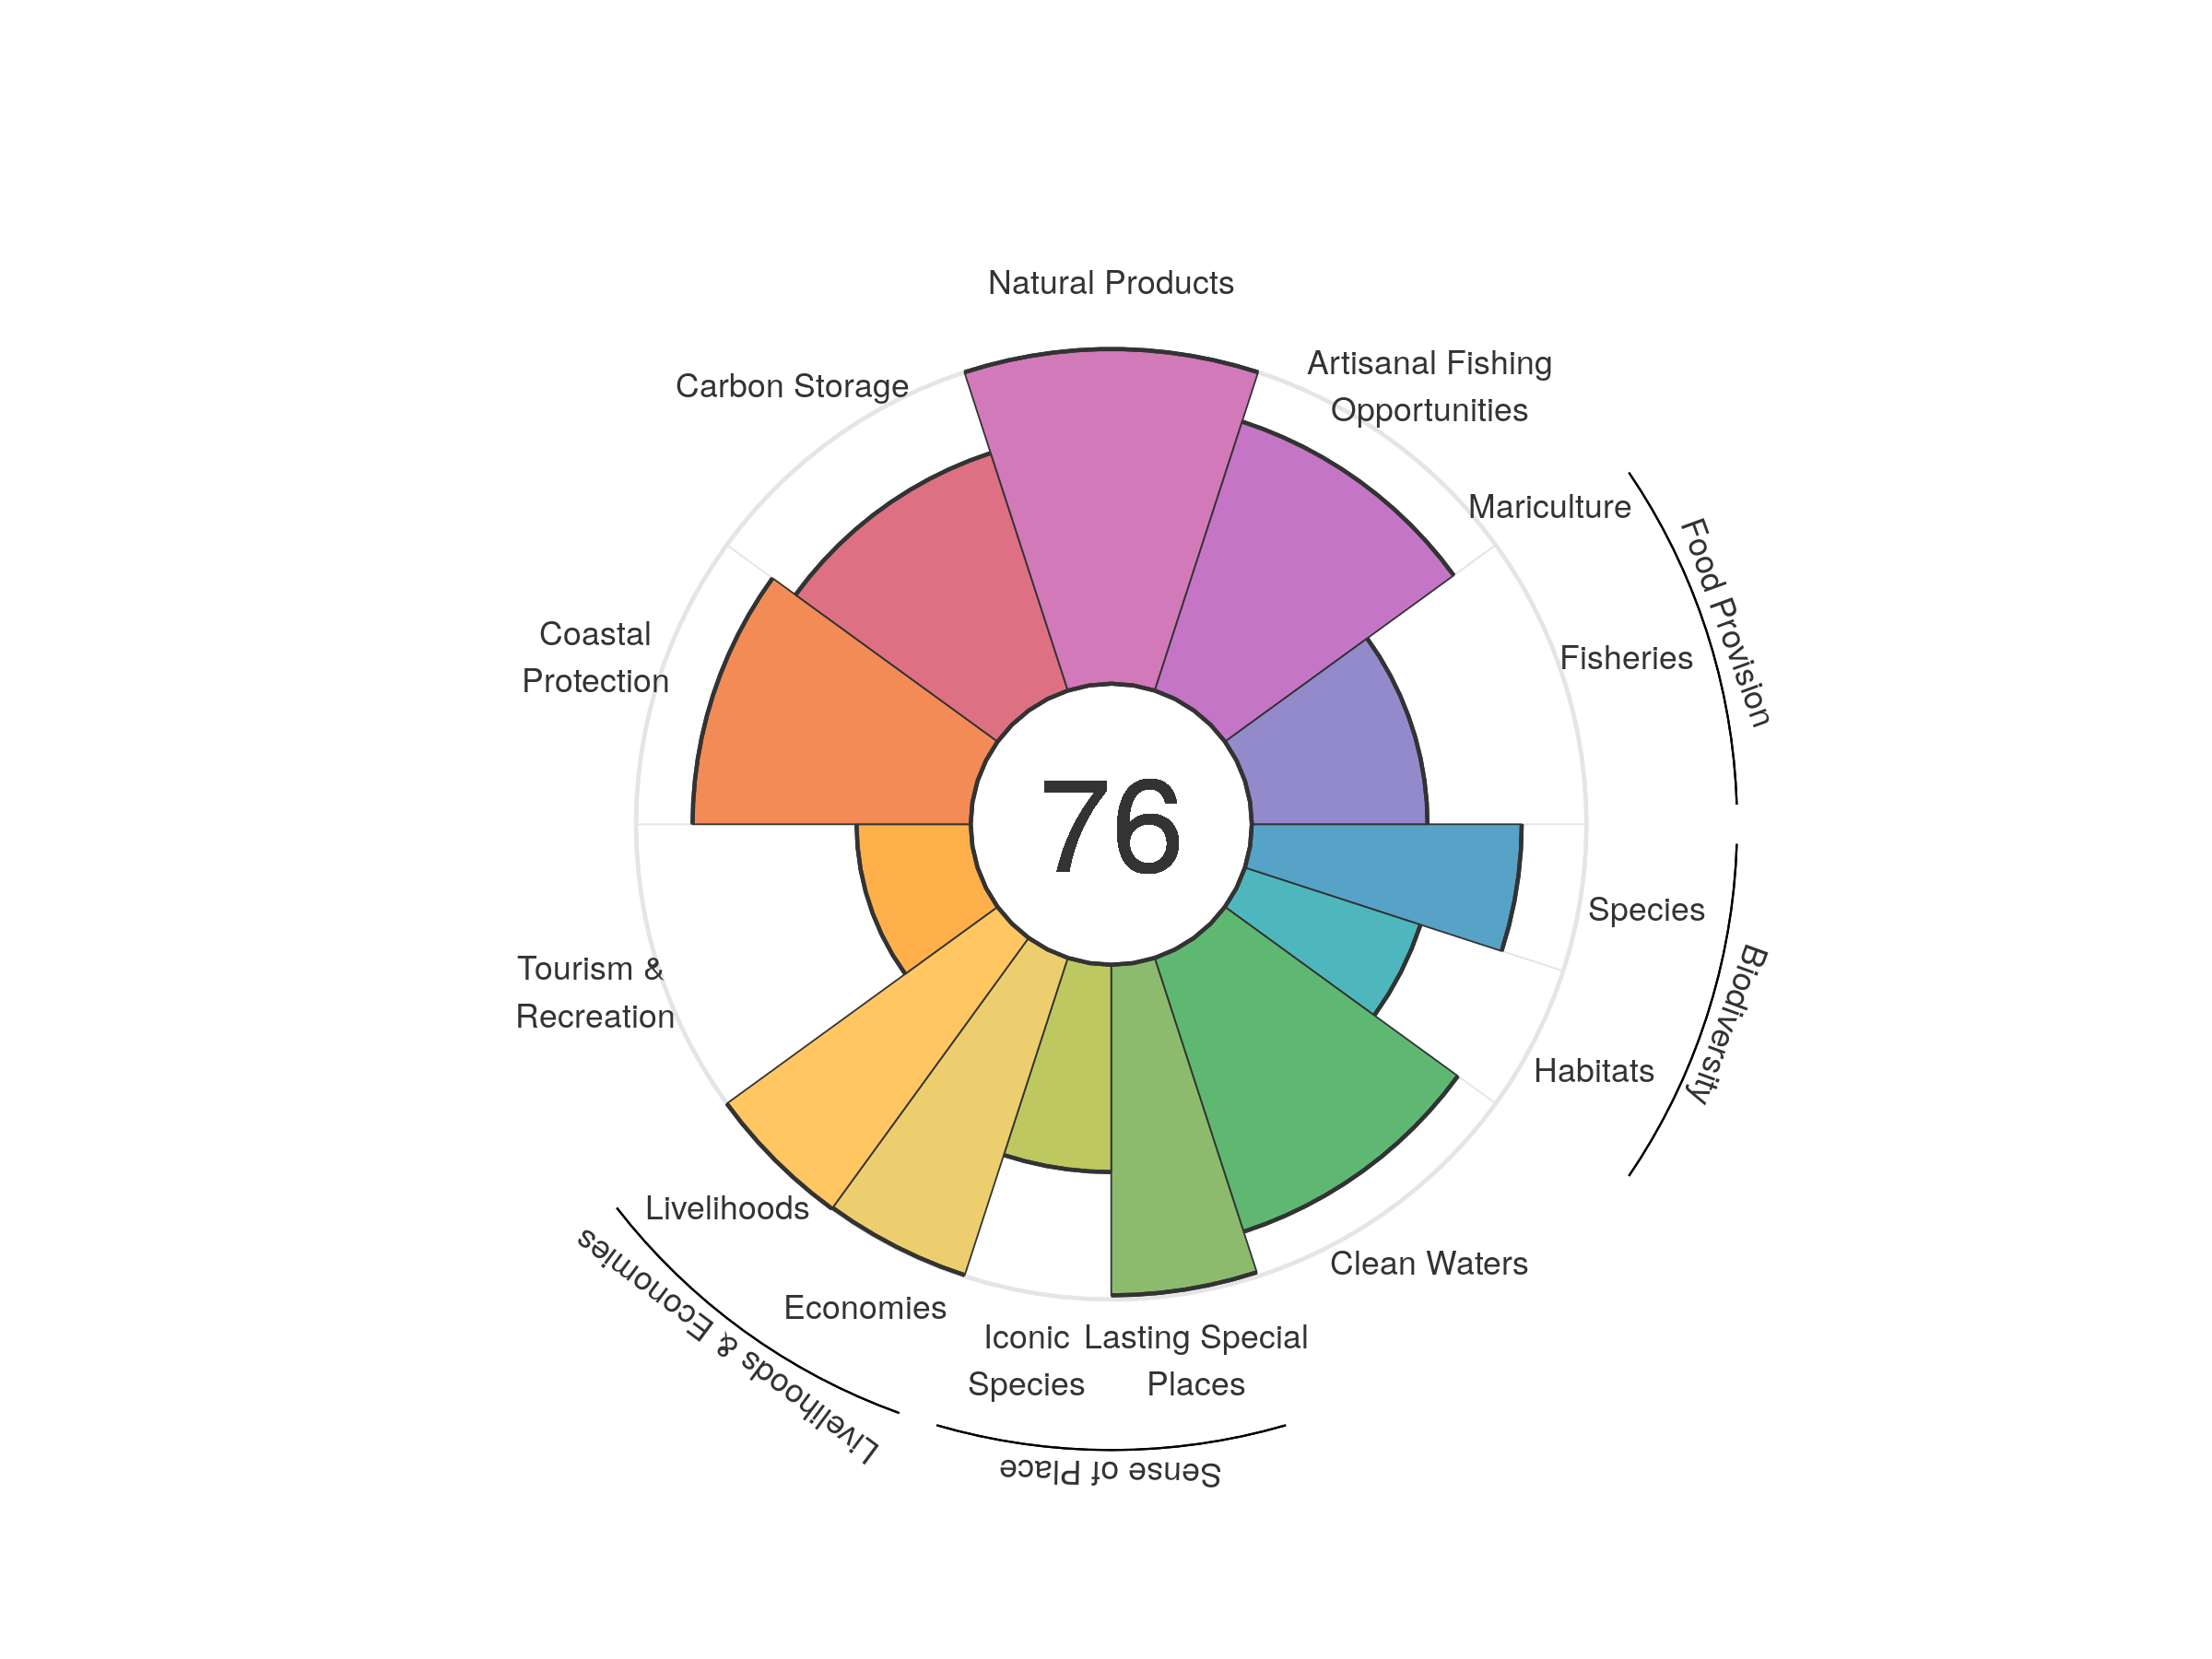 Natural Products
Carbon Storage
Artisanal Fishing
Opportunities
Mariculture
Food Provision
Fisheries
Coastal
Protection
76
Species
Biodiversity
Habitats
Tourism &
Recreation
Livelihoods
Livelihoods & Economies
Economies
Clean Waters
Iconic
Species
Lasting Special
Places
Sense of Place